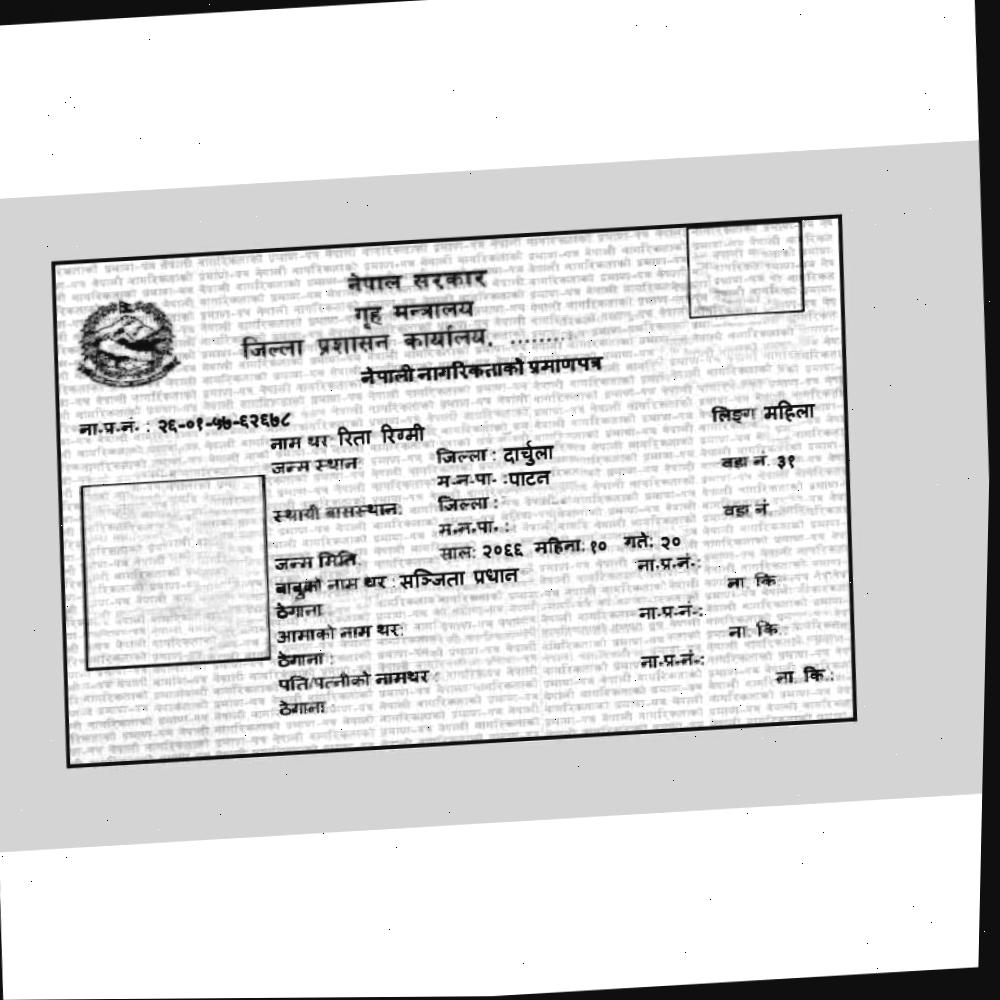 नेपाल सरकार
गृह मन्त्रालय
जिल्ला प्रशासन कार्यालय, ........
नेपाली नागरिकताको प्रमाणपत्र
ना.प्र.नं. : २६-०१-५७-६२६७८ लिङ्ग महिला
नाम थर: रिता रिग्मी
जन्म स्थान: जिल्ला : दार्चुला वडा नं. ३१
म.न.पा. :पाटन
स्थायी बासस्थान: जिल्ला : वडा नं.
म.न.पा. :
जन्म मिति: साल: २०६६ महिना: १० गते: २०
बाबुको नाम थर : सञ्जिता प्रधान ना.प्र.नं.:
ठेगाना ना. कि.
आमाको नाम थर: ना.प्र.नं.:
ठेगाना : ना. कि.
पति/पत्नीको नामथर : ना.प्र.नं.:
ठेगाना ना. कि.: